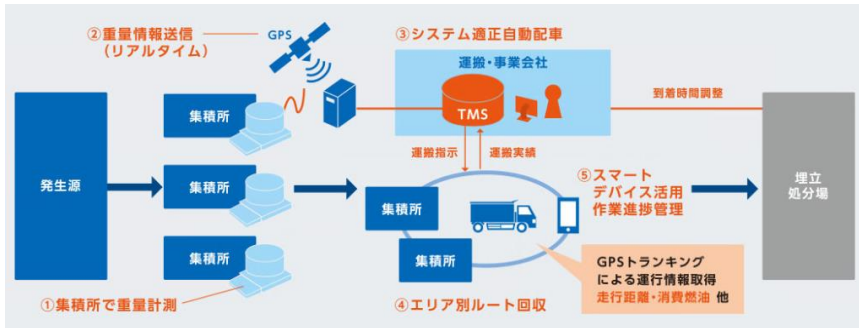 ②重量情報送信
(リアルタイム)
GPS
③システム適正自動配車
運搬・事業会社
TMS
到着時間調整
集積所
運搬指示
運搬実績
発生源
集積所
⑤スマート
デバイス活用
作業進捗管理
埋立
処分場
集積所
集積所
集積所
GPSトランキング
による運行情報取得
走行距離・消費燃油 他
①集積所で重量計測
④エリア別ルート回収